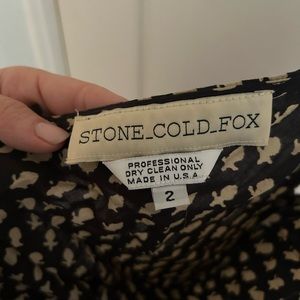 STONE_COLD_FOX
PROFESSIONAL
DRY CLEAN ONLY
MADE IN U.S.A.
2